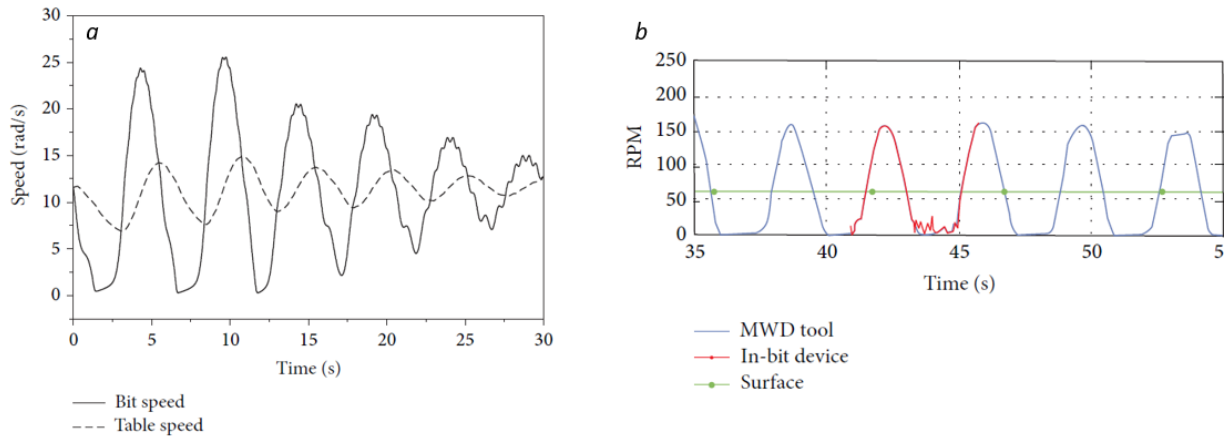 a
Speed (rad/s)
30
25
20
15
10
5
0
0 5 10 15 20 25 30
Time (s)
Bit speed
Table speed
b
RPM
250
200
150
100
50
0
35 40 45 50 5
Time (s)
MWD tool
In-bit device
Surface